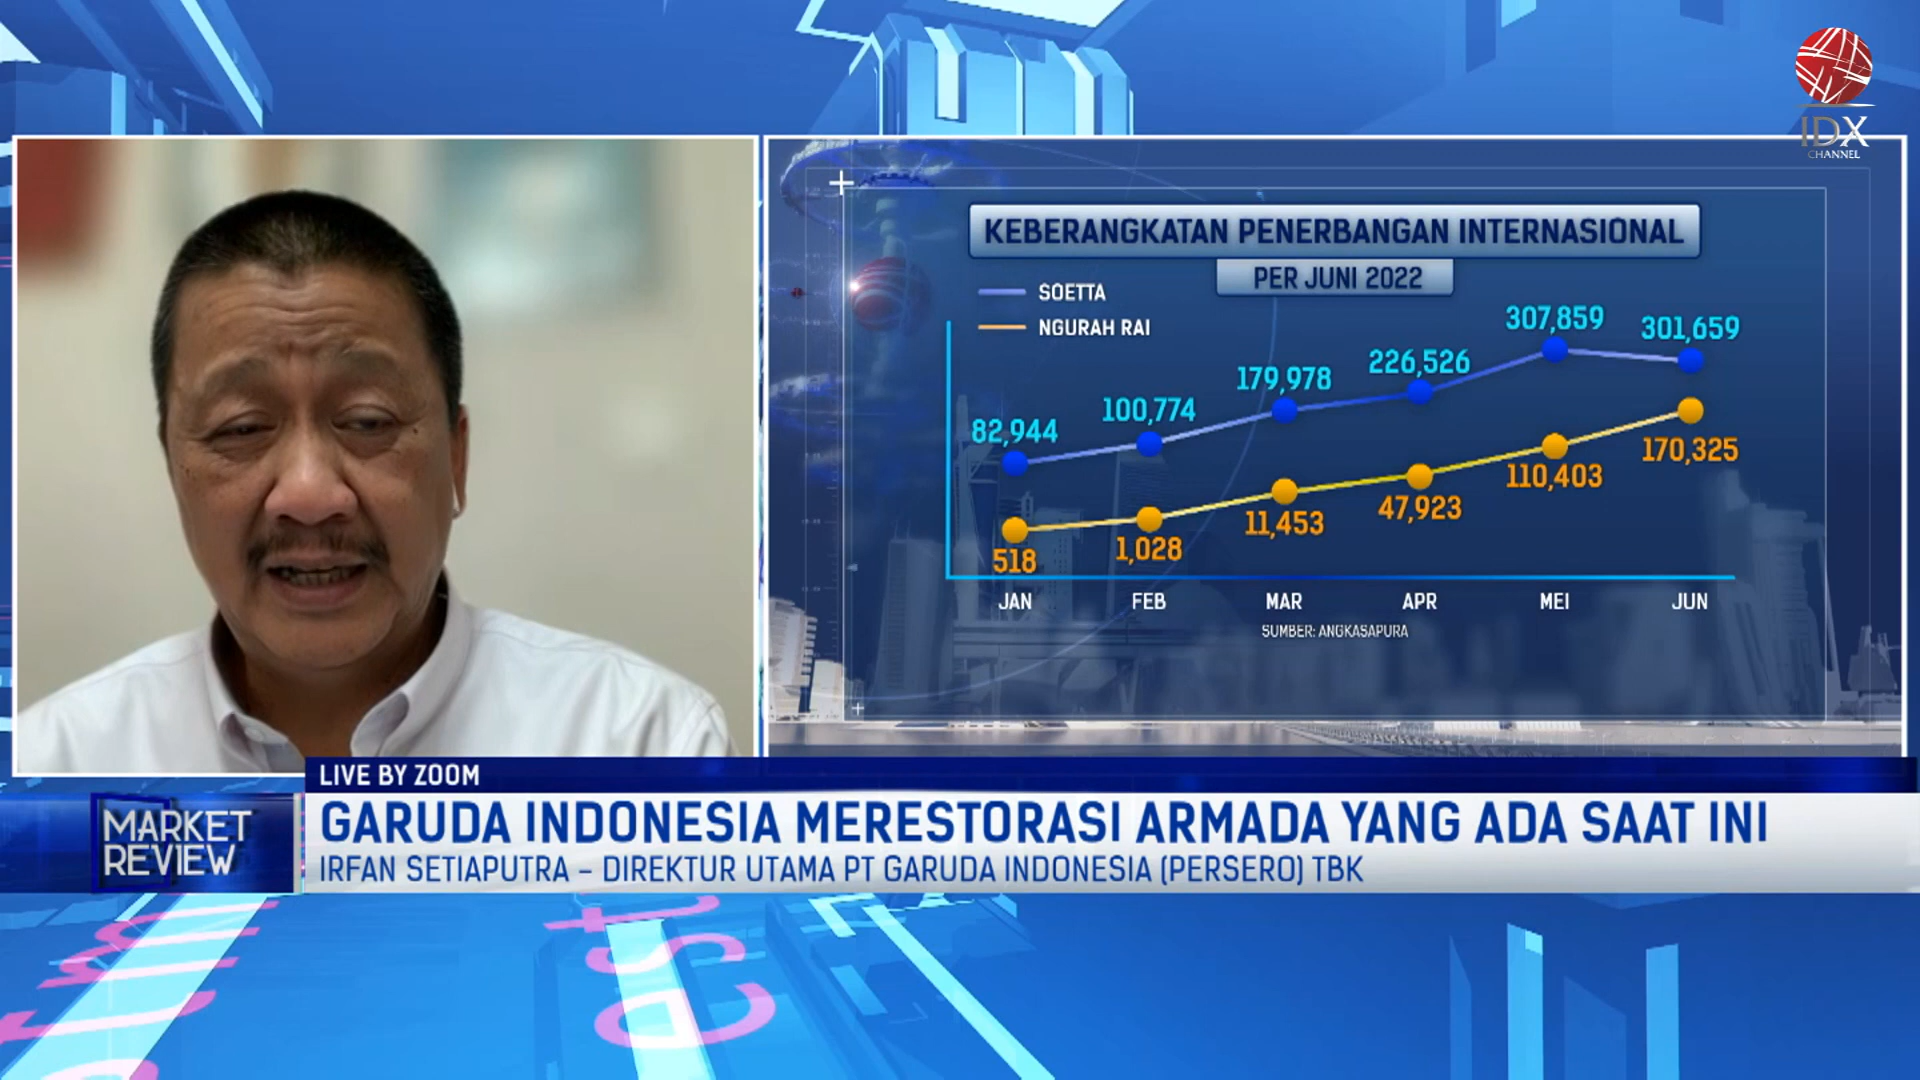 IDX
CHANNEL
KEBERANGKATAN PENERBANGAN INTERNASIONAL
PER JUNI 2022
SOETTA
NGURAH RAI
82,944
100,774
179,978
226,526
307,859
301,659
518
1,028
11,453
47,923
110,403
170,325
JAN
FEB
MAR
APR
MEI
JUN
SUMBER: ANGKASAPURA
LIVE BY ZOOM
MARKET
REVIEW
GARUDA INDONESIA MERESTORASI ARMADA YANG ADA SAAT INI
IRFAN SETIAPUTRA – DIREKTUR UTAMA PT GARUDA INDONESIA (PERSERO) TBK